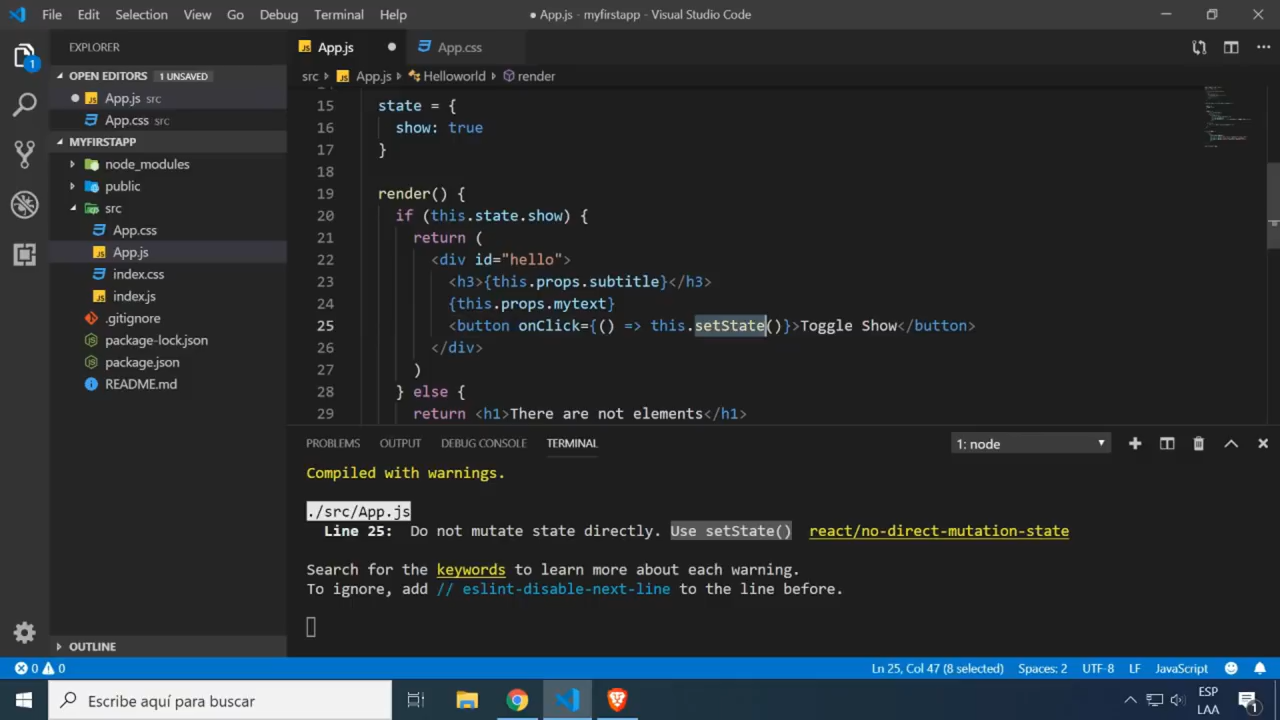 File Edit Selection View Go Debug Terminal Help
● App.js - myfirstapp - Visual Studio Code
EXPLORER
OPEN EDITORS 1 UNSAVED
App.js src
App.css src
MYFIRSTAPP
node_modules
public
src
App.css
App.js
index.css
index.js
.gitignore
package-lock.json
package.json
README.md
OUTLINE
1
App.js
App.css
src App.js Helloworld render
15 state = {
16 show: true
17 }
18
19 render() {
20 if (this.state.show) {
21 return (
22 <div id="hello">
23 <h3>{this.props.subtitle}</h3>
24 {this.props.mytext}
25 <button onClick={() => this.setState()}>Toggle Show</button>
26 </div>
27 )
28 } else {
29 return <h1>There are not elements</h1>
PROBLEMS OUTPUT DEBUG CONSOLE TERMINAL
1: node
Compiled with warnings.
./src/App.js
Line 25: Do not mutate state directly. Use setState() react/no-direct-mutation-state
Search for the keywords to learn more about each warning.
To ignore, add // eslint-disable-next-line to the line before.
0 0
Ln 25, Col 47 (8 selected) Spaces: 2 UTF-8 LF JavaScript
Escribe aquí para buscar
ESP
LAA
1